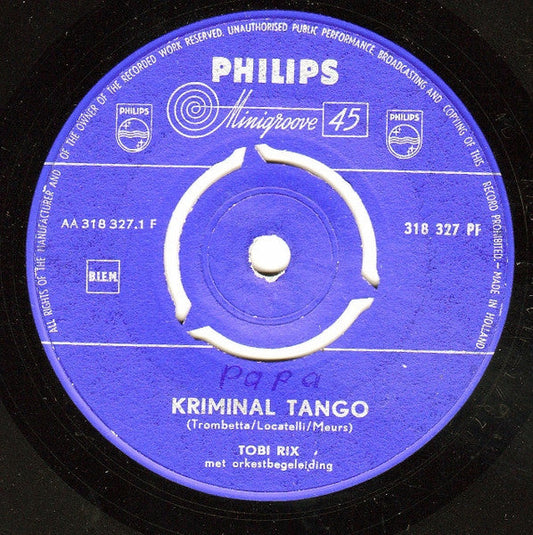 ALL RIGHTS OF THE MANUFACTURER AND OF THE OWNER OF THE RECORDED WORK RESERVED. UNAUTHORISED PUBLIC PERFORMANCE, BROADCASTING AND COPYING OF THIS RECORD PROHIBITED. - MADE IN HOLLAND
PHILIPS
Minigroove 45
PHILIPS
PHILIPS
AA 318 327.1 F
318 327 PF
B.I.E.M.
Papa
KRIMINAL TANGO
(Trombetta/Locatelli/Meurs)
TOBI RIX
met orkestbegeleiding